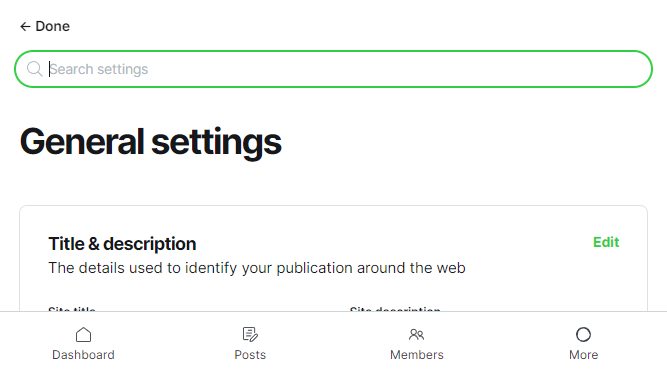 ← Done
Search settings
General settings
Title & description
Edit
The details used to identify your publication around the web
Site title
Site description
Dashboard
Posts
Members
More